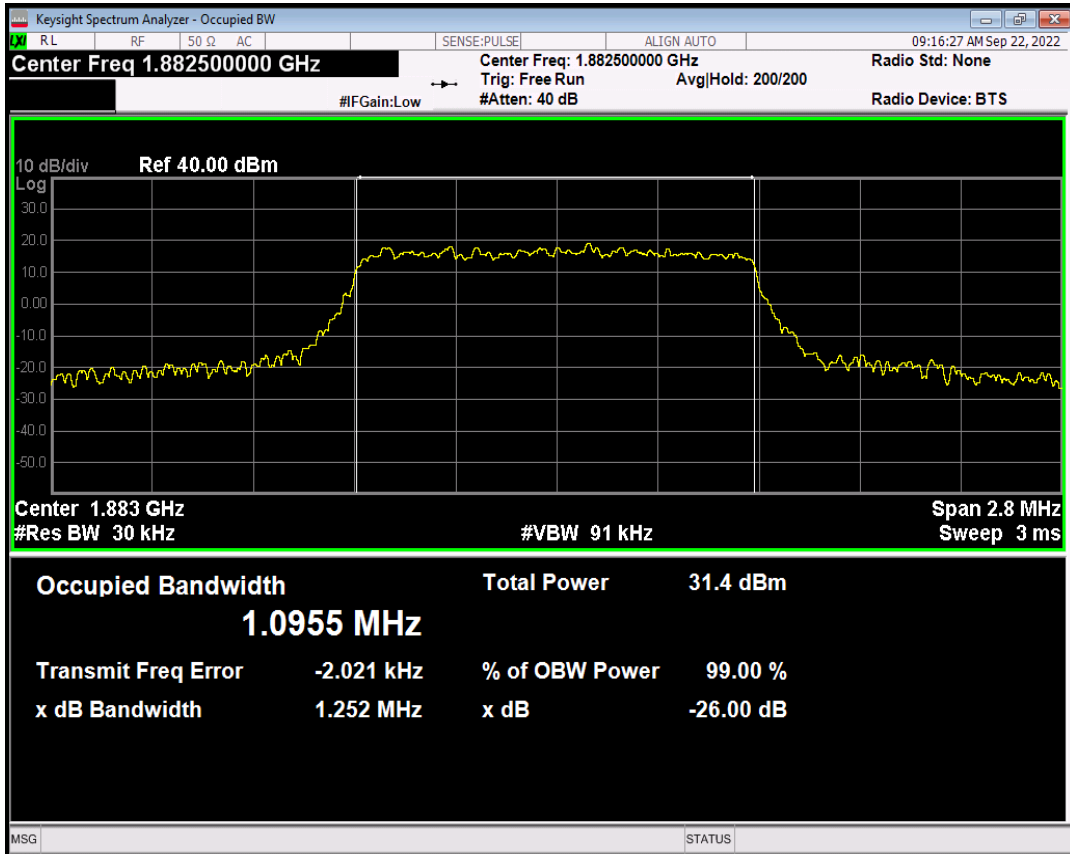 Keysight Spectrum Analyzer - Occupied BW
LXI RL RF 50 Ω AC SENSE:PULSE ALIGN AUTO 09:16:27 AM Sep 22, 2022
Center Freq 1.882500000 GHz Center Freq: 1.882500000 GHz Radio Std: None
Trig: Free Run Avg|Hold: 200/200
#IFGain:Low #Atten: 40 dB Radio Device: BTS
10 dB/div Ref 40.00 dBm
Log
30.0
20.0
10.0
0.00
-10.0
-20.0
-30.0
-40.0
-50.0
Center 1.883 GHz Span 2.8 MHz
#Res BW 30 kHz #VBW 91 kHz Sweep 3 ms
Occupied Bandwidth Total Power 31.4 dBm
1.0955 MHz
Transmit Freq Error -2.021 kHz % of OBW Power 99.00 %
x dB Bandwidth 1.252 MHz x dB -26.00 dB
MSG STATUS